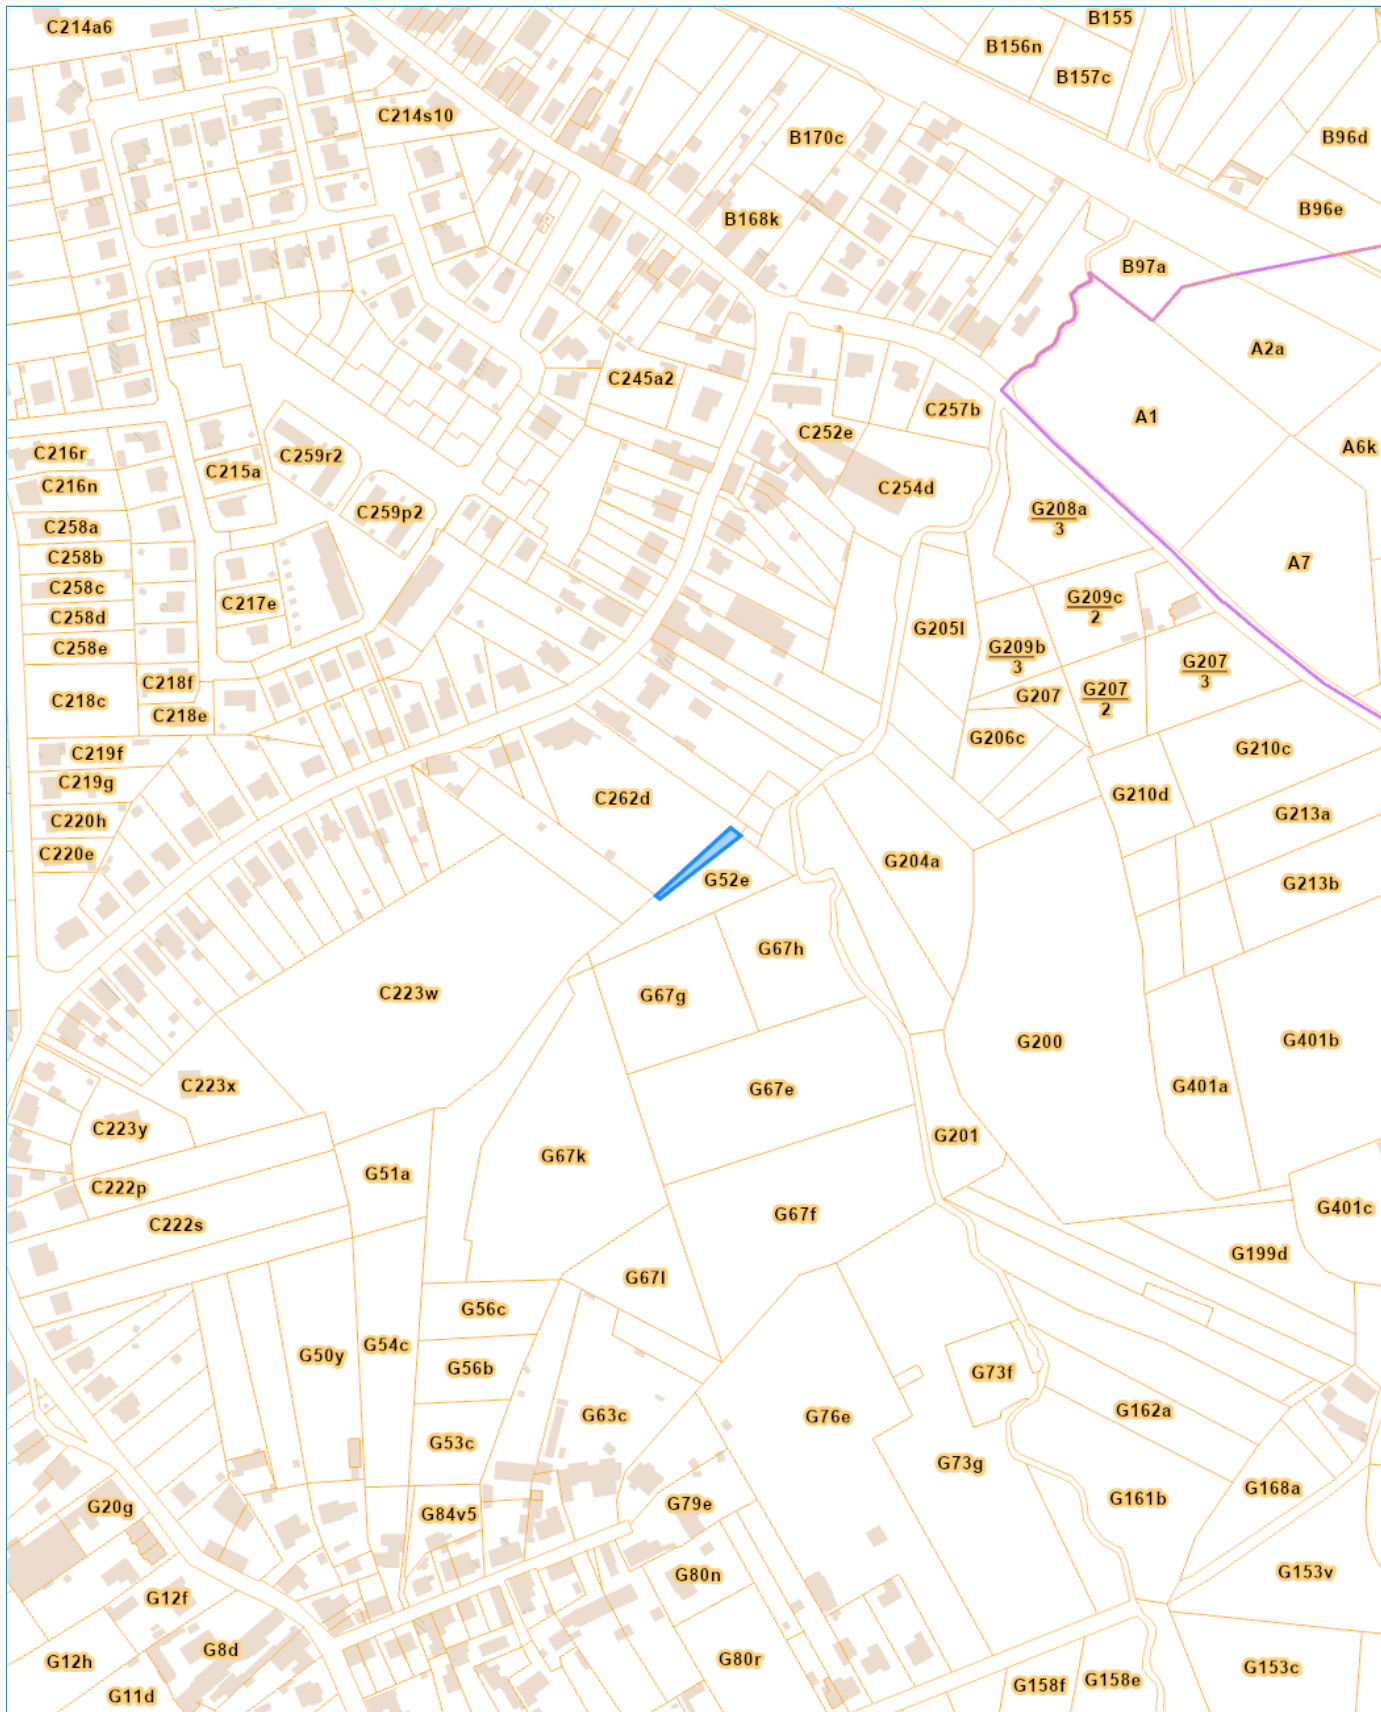 C214a6
B155
B156n
B157c
C214s10
B170c
B96d
B168k
B96e
B97a
A2a
C245a2
C257b
A1
C252e
A6k
C216r
C259r2
C215a
C216n
C254d
C259p2
G208a
3
C258a
C258b
A7
C258c
C217e
G209c
2
C258d
G205l
C258e
G209b
3
G207
3
C218f
G207
G207
2
C218c
C218e
G206c
C219f
G210c
C219g
C262d
G210d
G213a
C220h
C220e
G204a
G52e
G213b
G67h
C223w
G67g
G200
G401b
C223x
G67e
G401a
C223y
G201
G67k
G51a
C222p
G67f
G401c
C222s
G199d
G67l
G56c
G54c
G50y
G56b
G73f
G162a
G63c
G76e
G53c
G73g
G168a
G161b
G20g
G79e
G84v5
G80n
G153v
G12f
G8d
G80r
G12h
G153c
G158e
G158f
G11d